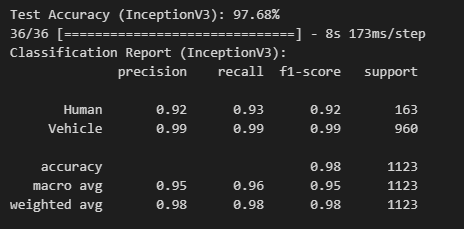 Test Accuracy (InceptionV3): 97.68%
36/36 [==============================] - 8s 173ms/step
Classification Report (InceptionV3):
precision recall f1-score support
Human 0.92 0.93 0.92 163
Vehicle 0.99 0.99 0.99 960
accuracy 0.98 1123
macro avg 0.95 0.96 0.95 1123
weighted avg 0.98 0.98 0.98 1123